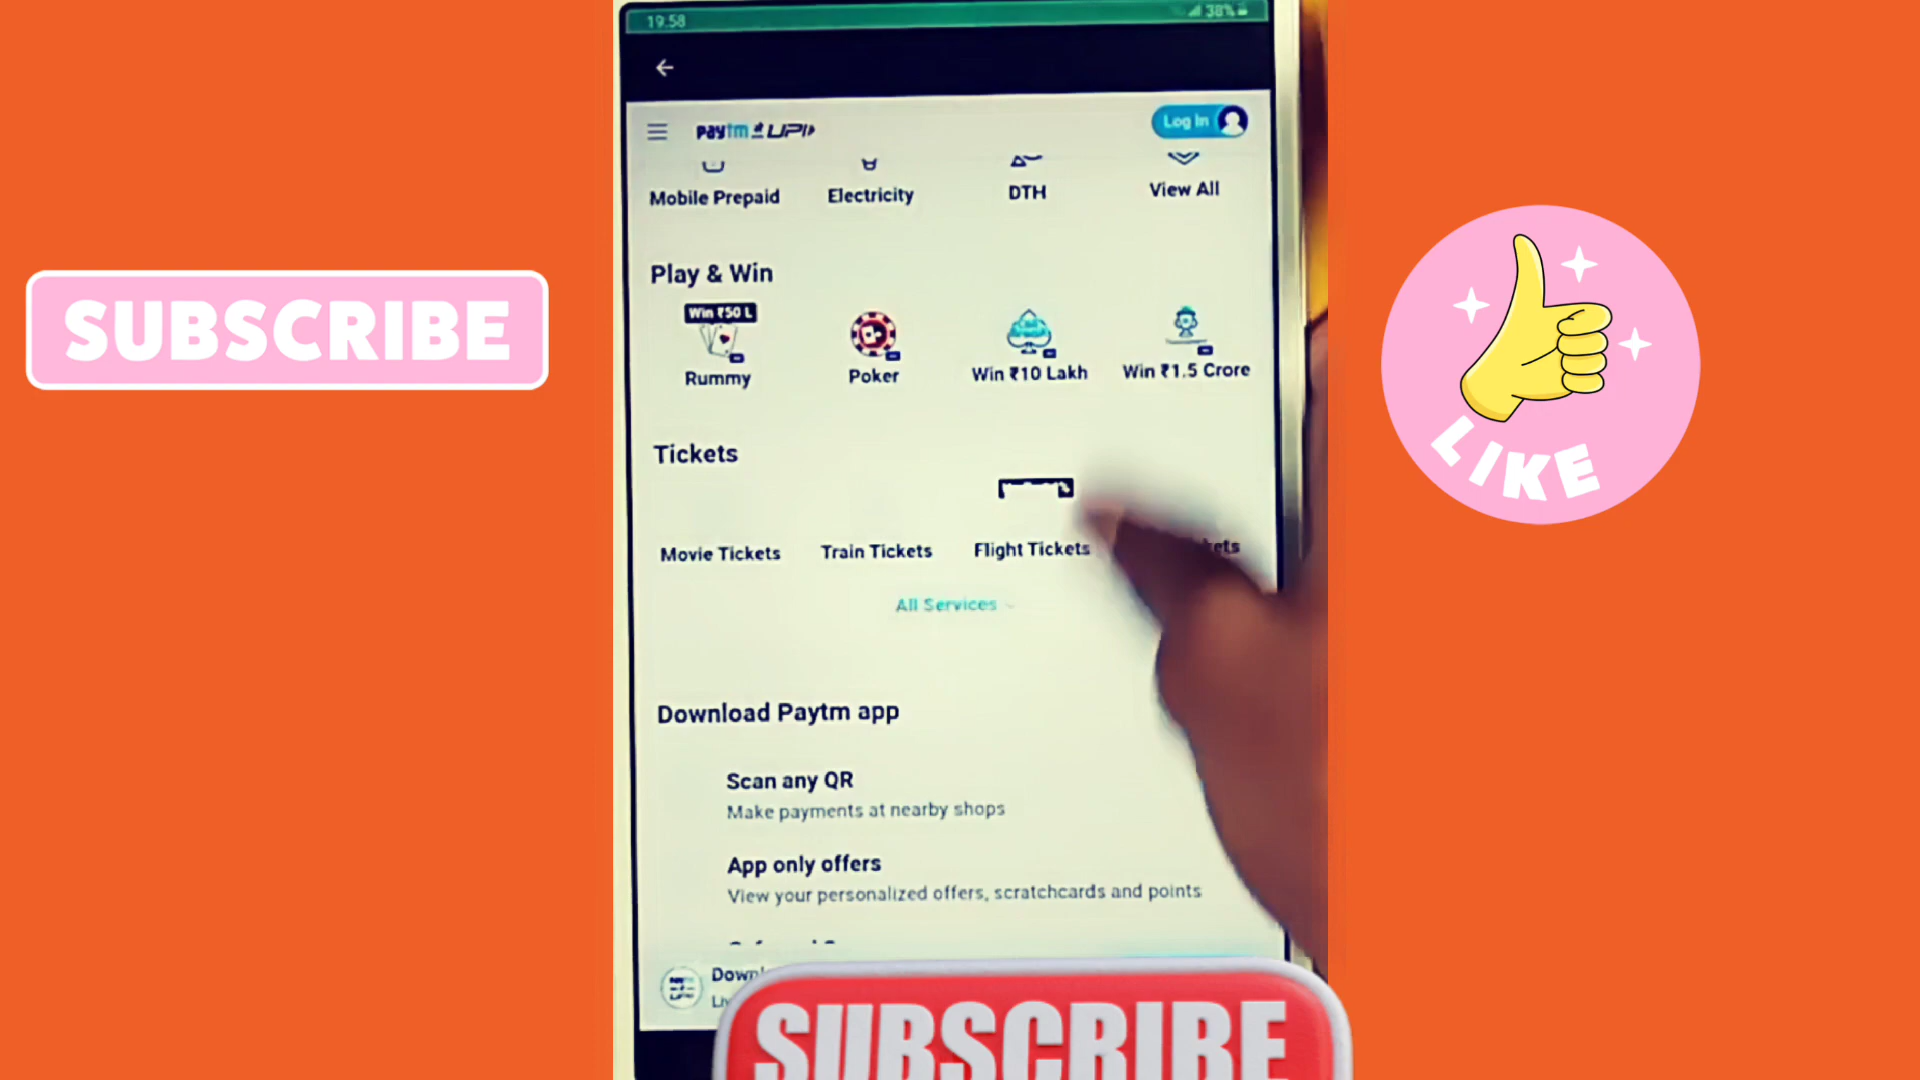 19.58
38%
paytm UPI
Log In
Mobile Prepaid
Electricity
DTH
View All
Play & Win
Win ₹50 L
Rummy
Poker
Win ₹10 Lakh
Win ₹1.5 Crore
Tickets
Movie Tickets
Train Tickets
Flight Tickets
All Services
Download Paytm app
Scan any QR
Make payments at nearby shops
App only offers
View your personalized offers, scratchcards and points
SUBSCRIBE
LIKE
SUBSCRIBE